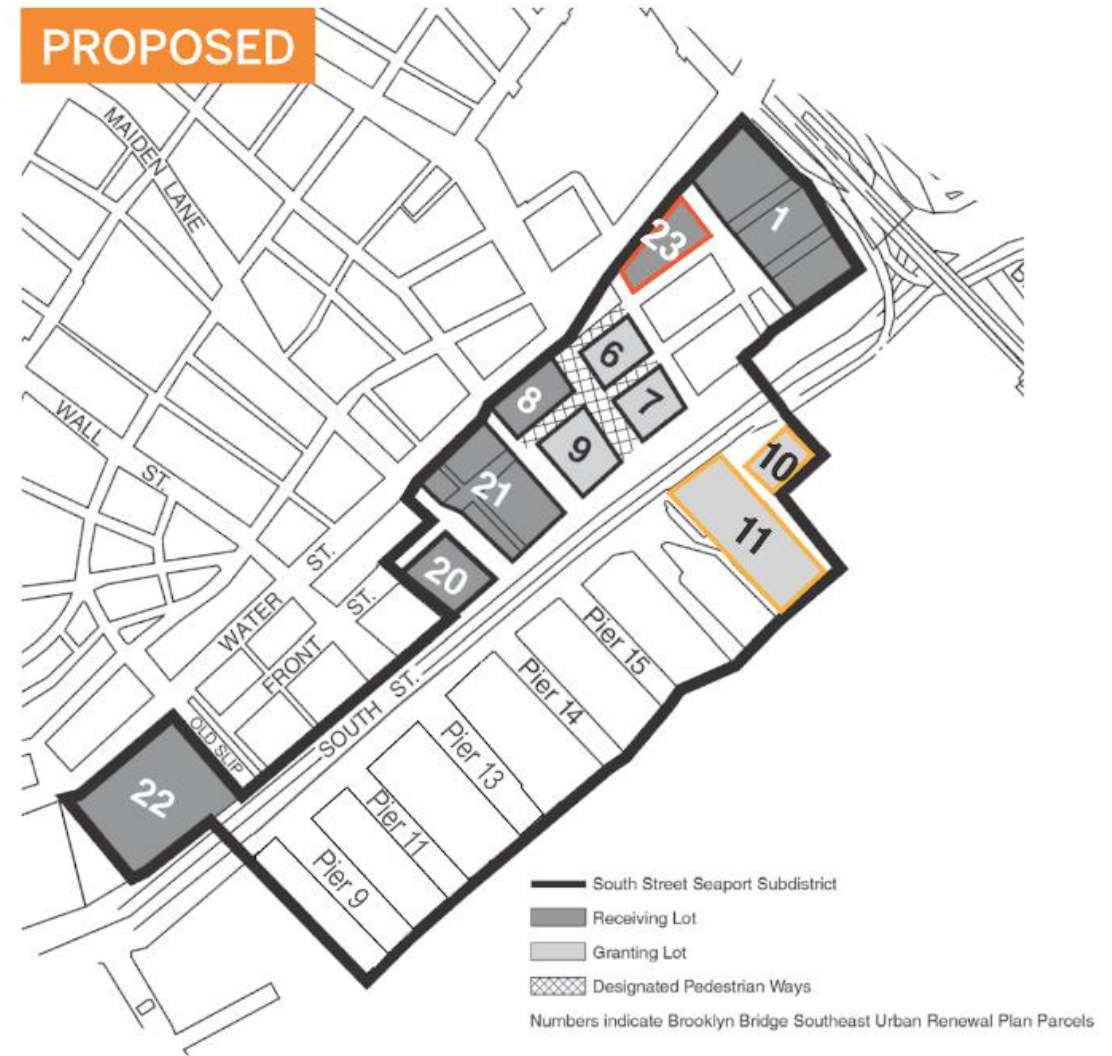 PROPOSED
MAIDEN LANE
WALL
ST.
1
23
6
7
8
9
10
11
21
20
ST.
WATER
ST.
FRONT
OLD SLIP
SOUTH ST.
22
Pier 15
Pier 14
Pier 13
Pier 11
Pier 9
South Street Seaport Subdistrict
Receiving Lot
Granting Lot
Designated Pedestrian Ways
Numbers indicate Brooklyn Bridge Southeast Urban Renewal Plan Parcels